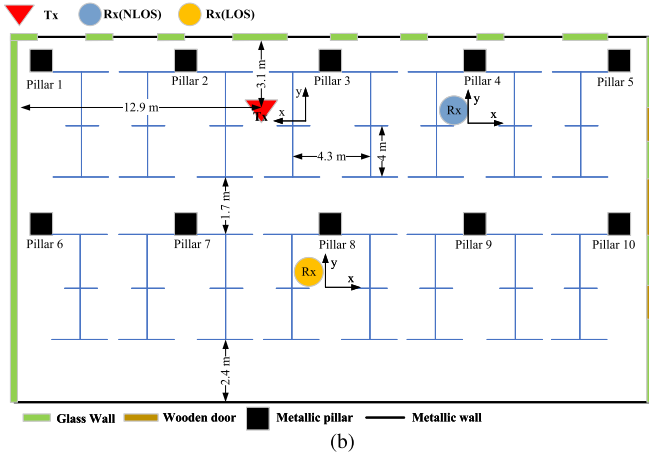 Tx Rx(NLOS) Rx(LOS)
Pillar 1 Pillar 2 Pillar 3 Pillar 4 Pillar 5
3.1 m
12.9 m
Tx
x
y
Rx
y
x
4.3 m
4 m
1.7 m
Pillar 6 Pillar 7 Pillar 8 Pillar 9 Pillar 10
Rx
y
x
2.4 m
Glass Wall Wooden door Metallic pillar Metallic wall
(b)